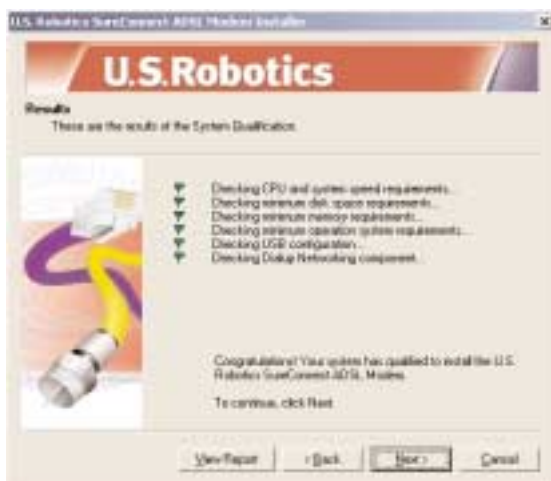 U.S. Robotics SureConnect ADSL Modem Installer
U.S.Robotics
Results
These are the results of the System Qualification.
Checking CPU and system speed requirements...
Checking minimum disk space requirements...
Checking minimum memory requirements...
Checking minimum operation system requirements...
Checking USB configuration...
Checking Dialup Networking component...
Congratulations! Your system has qualified to install the U.S.
Robotics SureConnect ADSL Modem.
To continue, click Next
View Report
< Back
Next >
Cancel